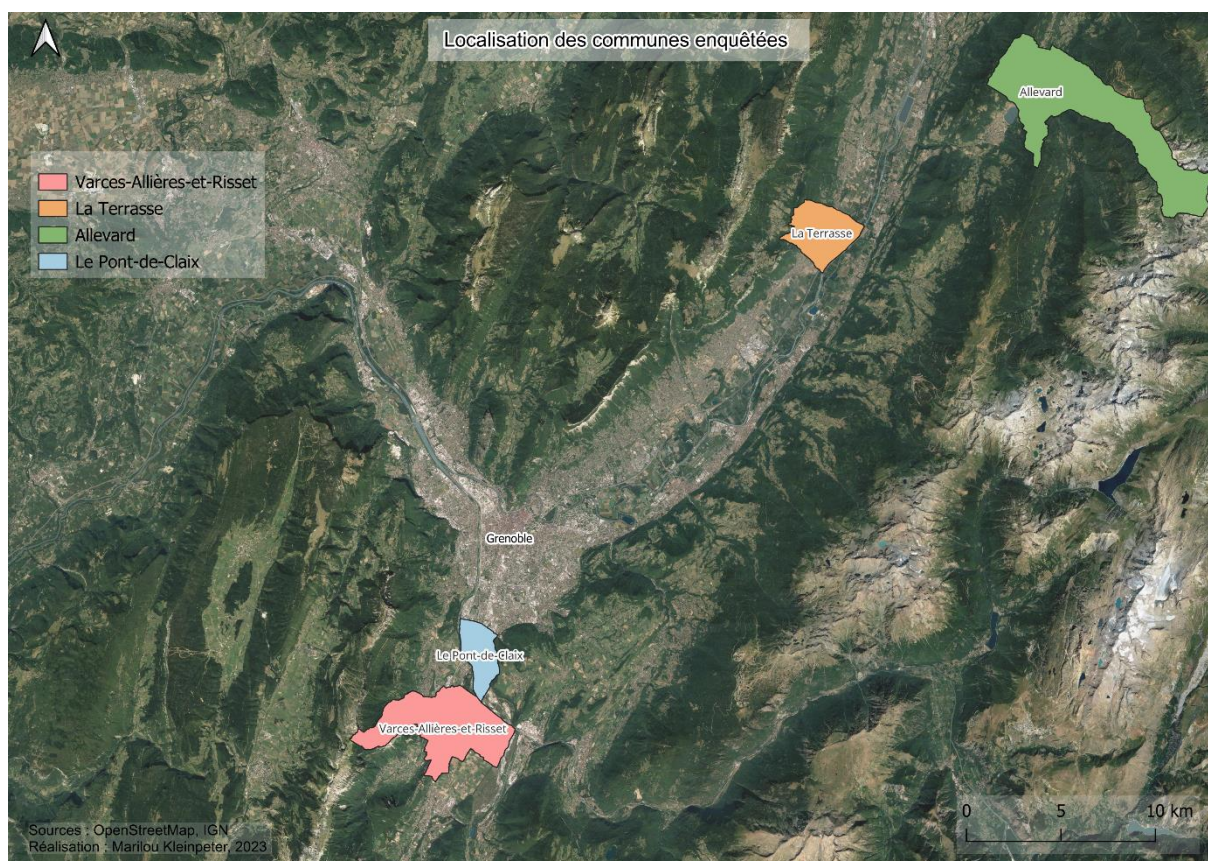 Localisation des communes enquêtées
Allevard
Varces-Allières-et-Risset
La Terrasse
Allevard
Le Pont-de-Claix
La Terrasse
Grenoble
Le Pont-de-Claix
Varces-Allières-et-Risset
0 5 10 km
Sources : OpenStreetMap, IGN
Réalisation : Marilou Kleinpeter, 2023